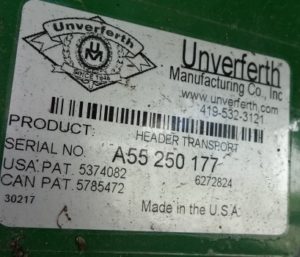 Unverferth
UM
SINCE 1948
Unverferth
Manufacturing Co., Inc
www.unverferth.com
419-532-3121
PRODUCT: HEADER TRANSPORT
SERIAL NO. A55 250 177
USA PAT. 5374082 6272824
CAN PAT. 5785472
30217 Made in the U.S.A.